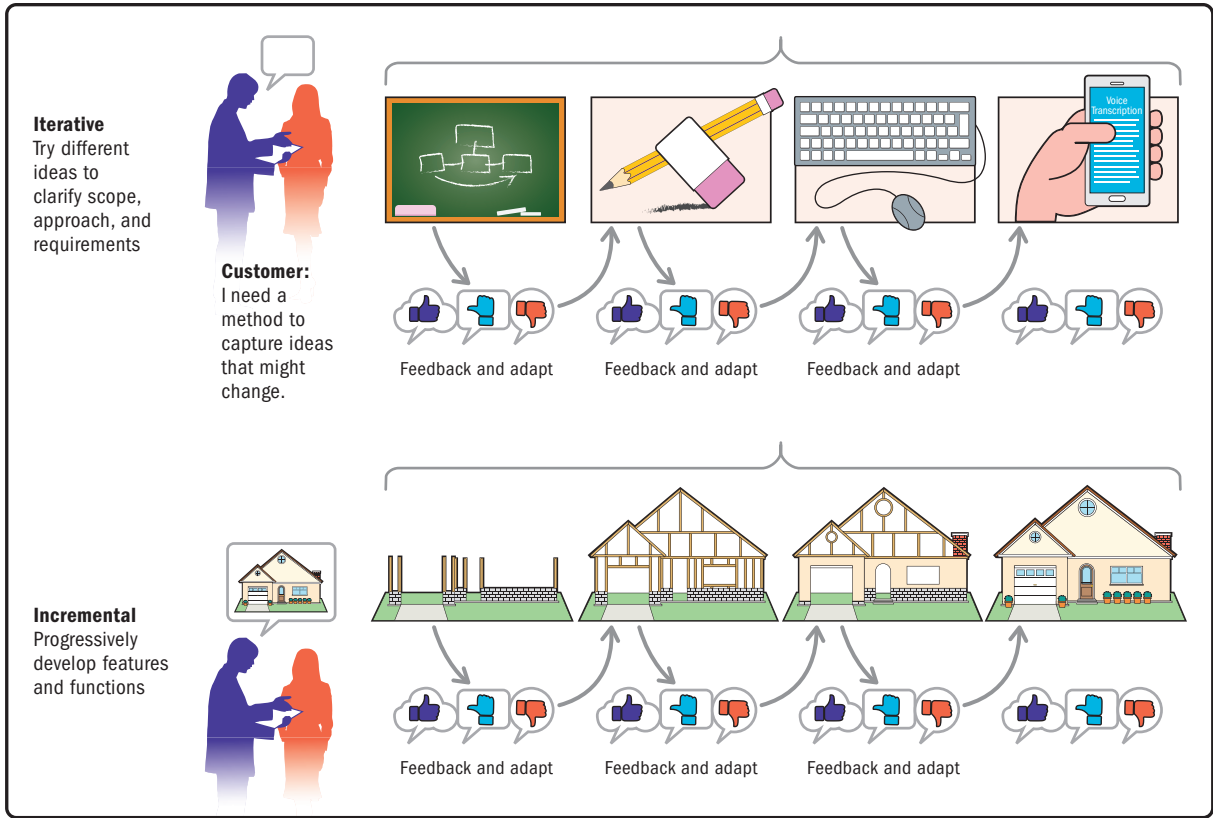 Iterative
Try different
ideas to
clarify scope,
approach, and
requirements
Customer:
I need a
method to
capture ideas
that might
change.
Voice
Transcription
Feedback and adapt
Feedback and adapt
Feedback and adapt
Incremental
Progressively
develop features
and functions
Feedback and adapt
Feedback and adapt
Feedback and adapt